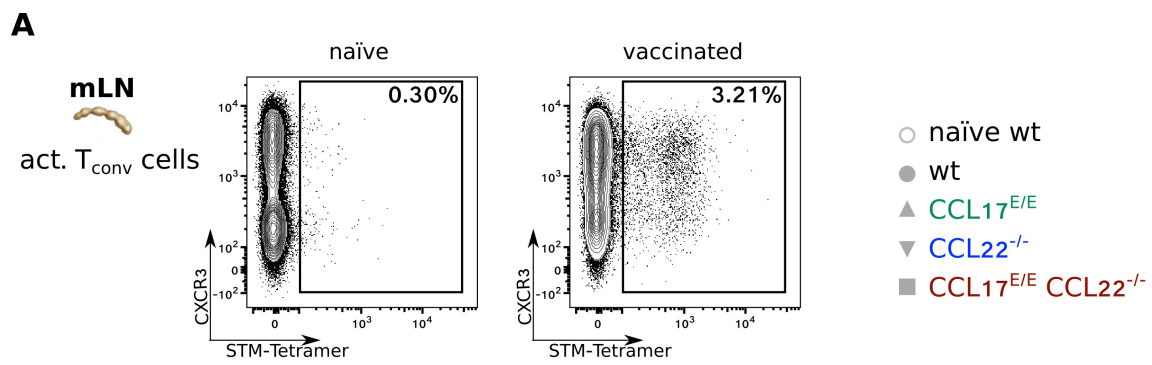 A
naïve
vaccinated
mLN
act. Tconv cells
0.30%
10⁴
10³
10²
0
-10²
CXCR3
0
10³
10⁴
STM-Tetramer
3.21%
10⁴
10³
10²
0
-10²
CXCR3
0
10³
10⁴
STM-Tetramer
naïve wt
wt
CCL17E/E
CCL22-/-
CCL17E/E CCL22-/-